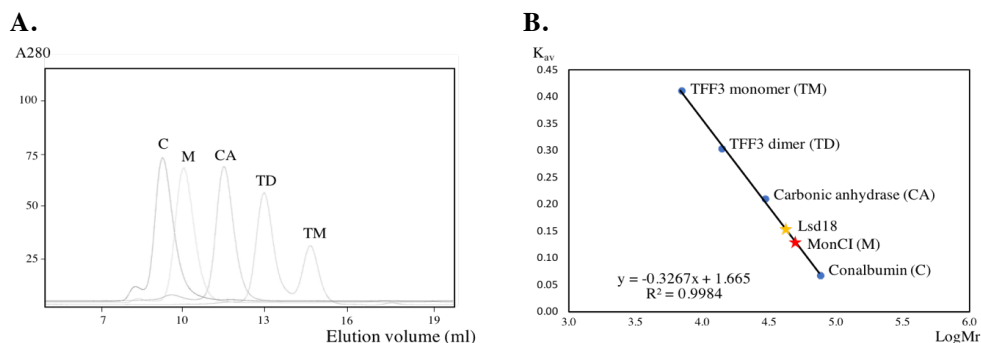 A.
A280
100
75
50
25
C
M
CA
TD
TM
7
10
13
16
19
Elution volume (ml)
B.
Kav
0.45
0.40
0.35
0.30
0.25
0.20
0.15
0.10
0.05
0.00
TFF3 monomer (TM)
TFF3 dimer (TD)
Carbonic anhydrase (CA)
Lsd18
MonCI (M)
Conalbumin (C)
y = -0.3267x + 1.665
R² = 0.9984
3.0
3.5
4.0
4.5
5.0
5.5
6.0
LogMr